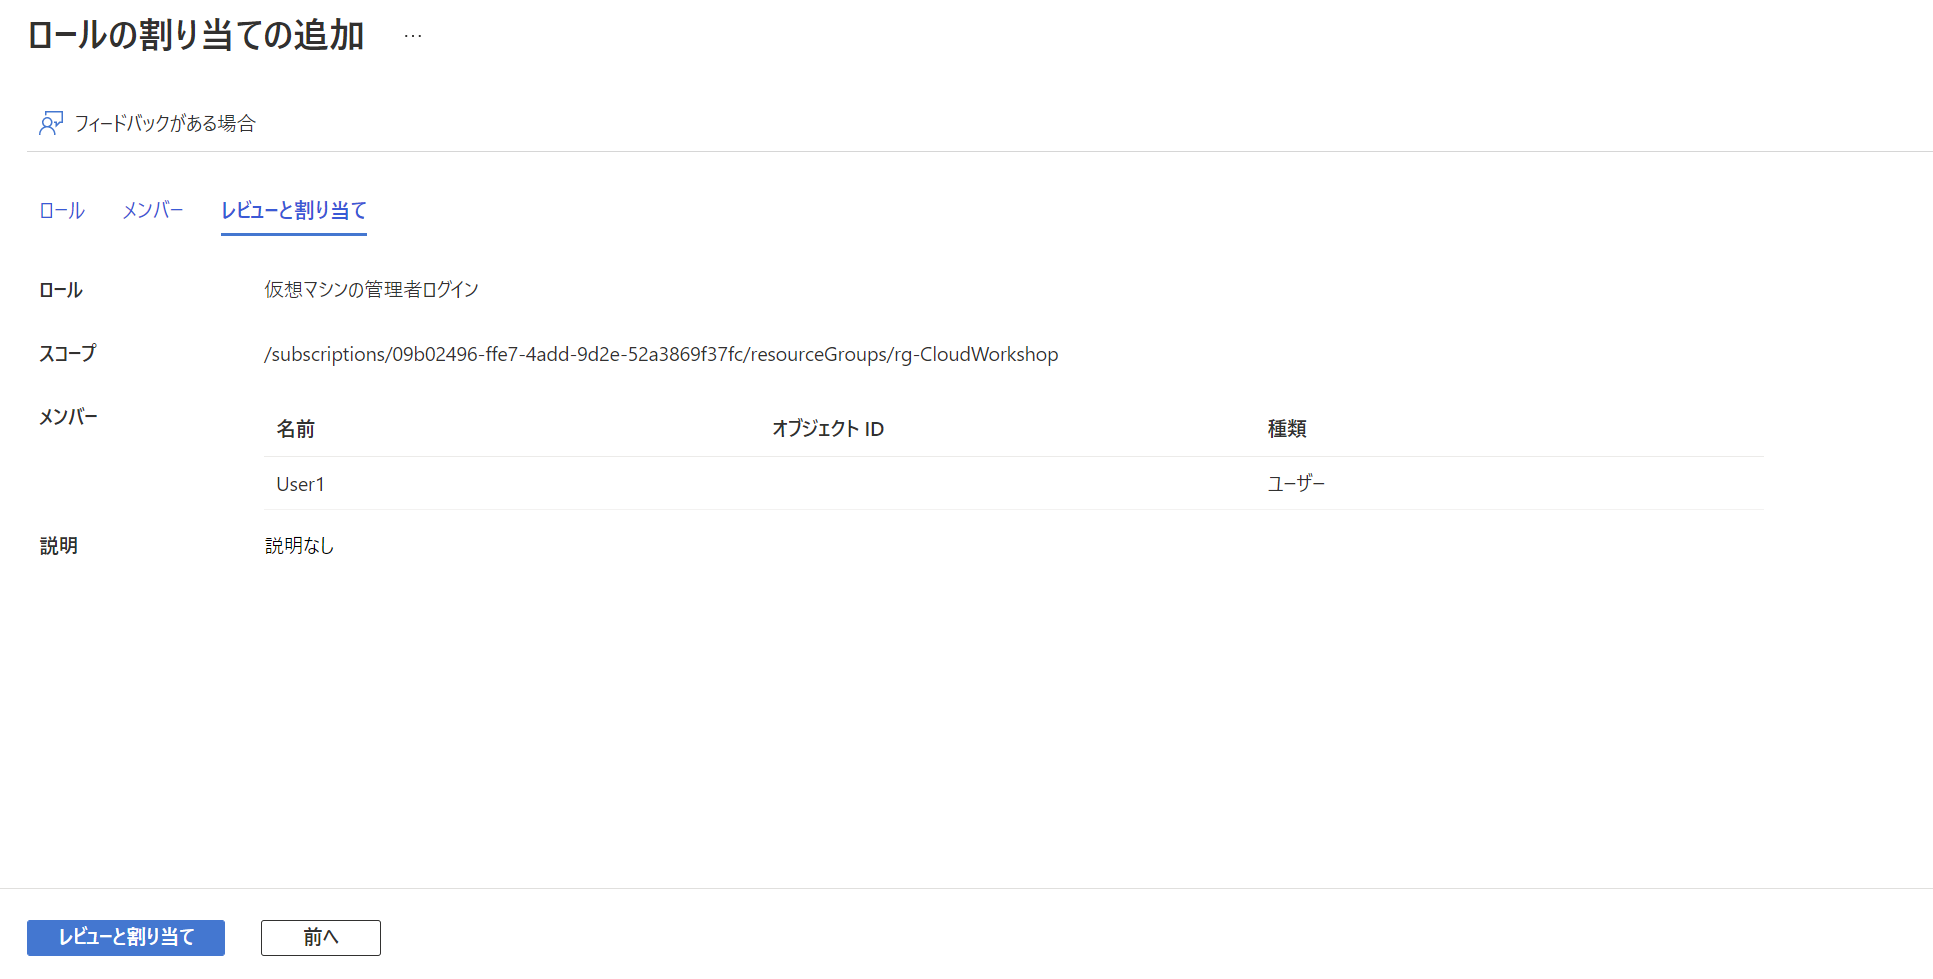 ロールの割り当ての追加 …
フィードバックがある場合
ロール メンバー レビューと割り当て
ロール 仮想マシンの管理者ログイン
スコープ /subscriptions/09b02496-ffe7-4add-9d2e-52a3869f37fc/resourceGroups/rg-CloudWorkshop
メンバー
名前 オブジェクト ID 種類
User1 ユーザー
説明 説明なし
レビューと割り当て 前へ